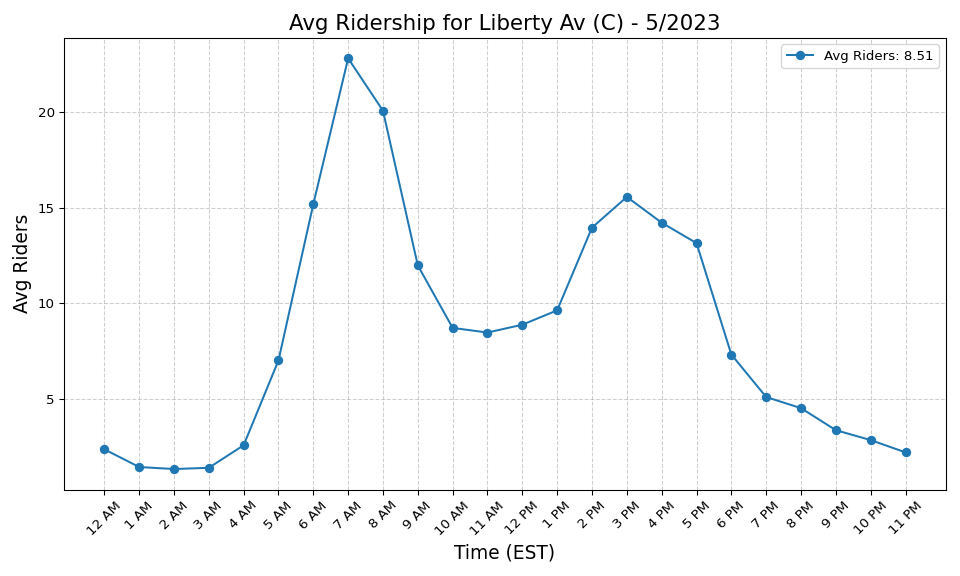 Avg Ridership for Liberty Av (C) - 5/2023
Avg Riders: 8.51
Avg Riders
20
15
10
5
12 AM
1 AM
2 AM
3 AM
4 AM
5 AM
6 AM
7 AM
8 AM
9 AM
10 AM
11 AM
12 PM
1 PM
2 PM
3 PM
4 PM
5 PM
6 PM
7 PM
8 PM
9 PM
10 PM
11 PM
Time (EST)